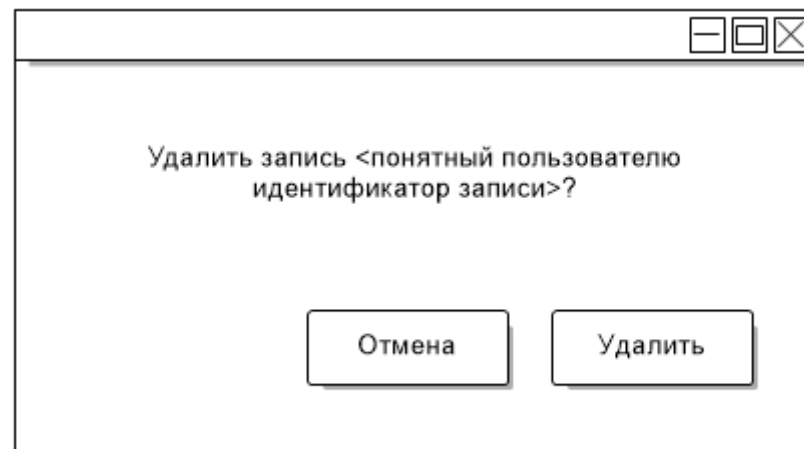 Удалить запись <понятный пользователю
идентификатор записи>?
Отмена
Удалить